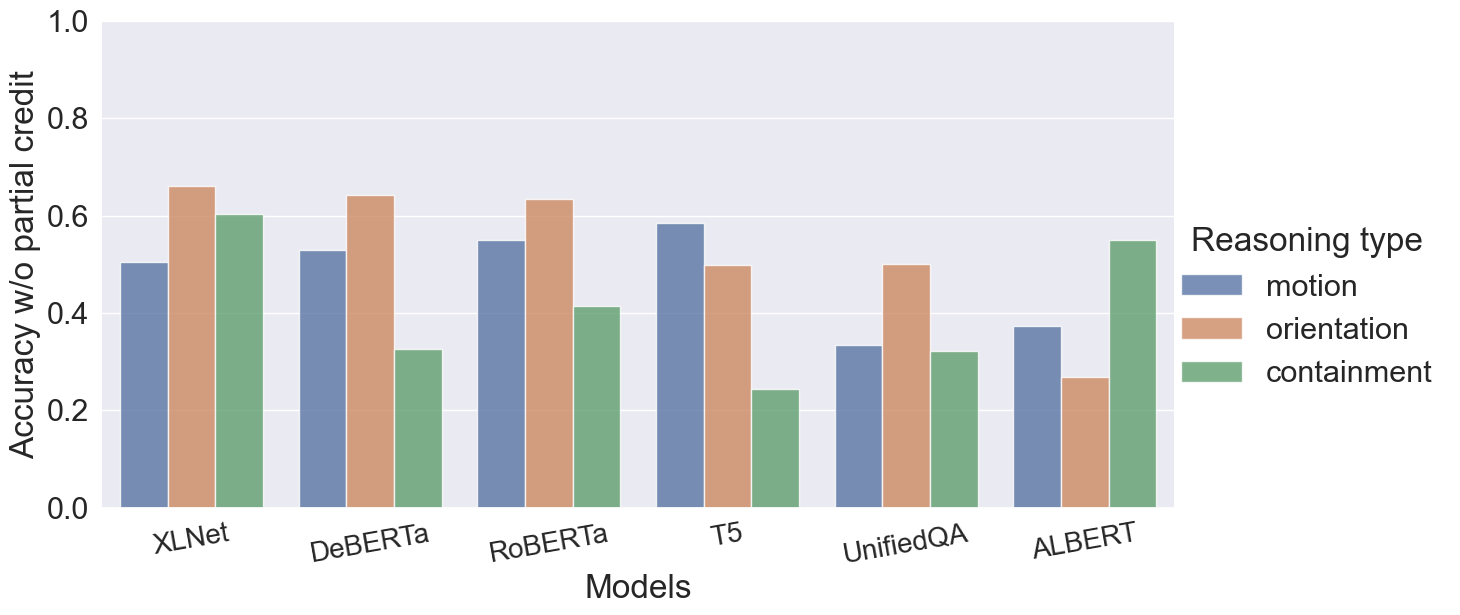 Accuracy w/o partial credit
1.0
0.8
0.6
0.4
0.2
0.0
XLNet
DeBERTa
RoBERTa
T5
UnifiedQA
ALBERT
Models
Reasoning type
motion
orientation
containment